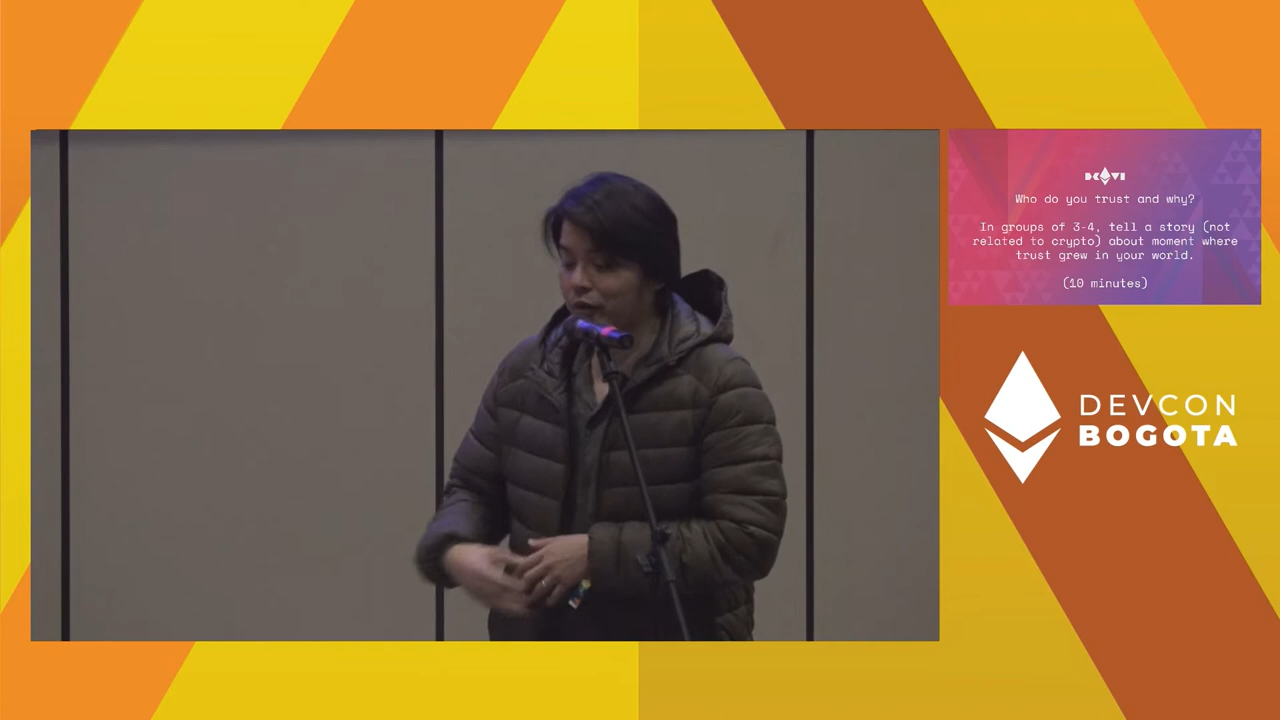 Who do you trust and why?
In groups of 3-4, tell a story (not
related to crypto) about moment where
trust grew in your world.
(10 minutes)
DEVCON
BOGOTA